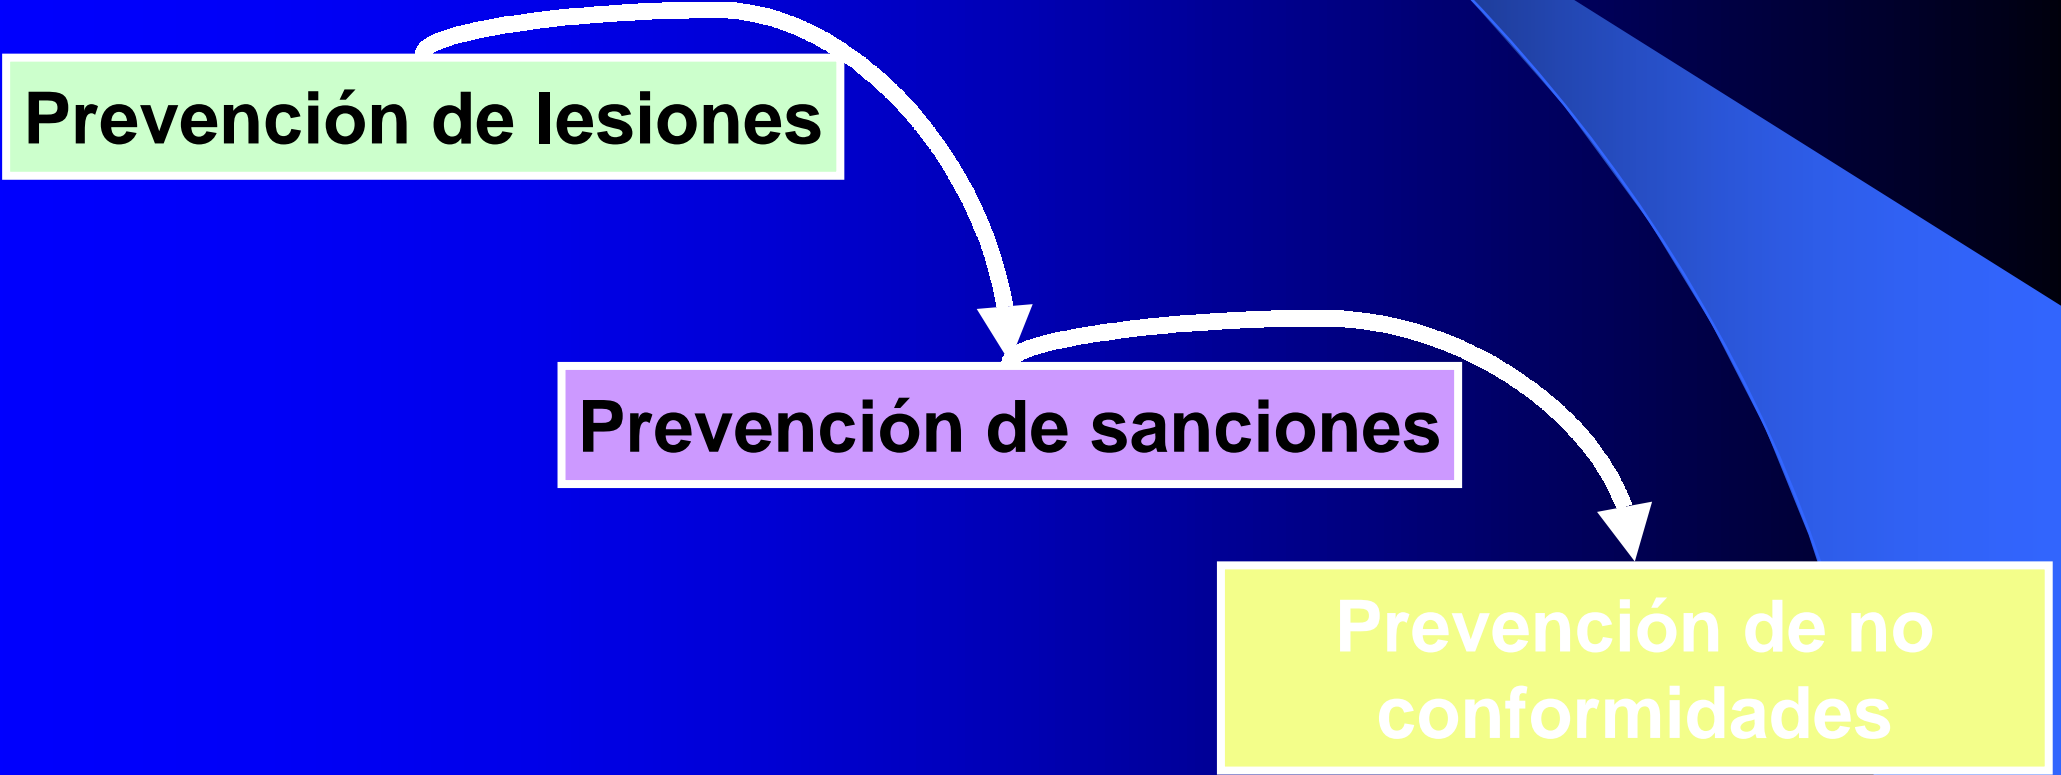 Prevención de lesiones
Prevención de sanciones
Prevención de no
conformidades